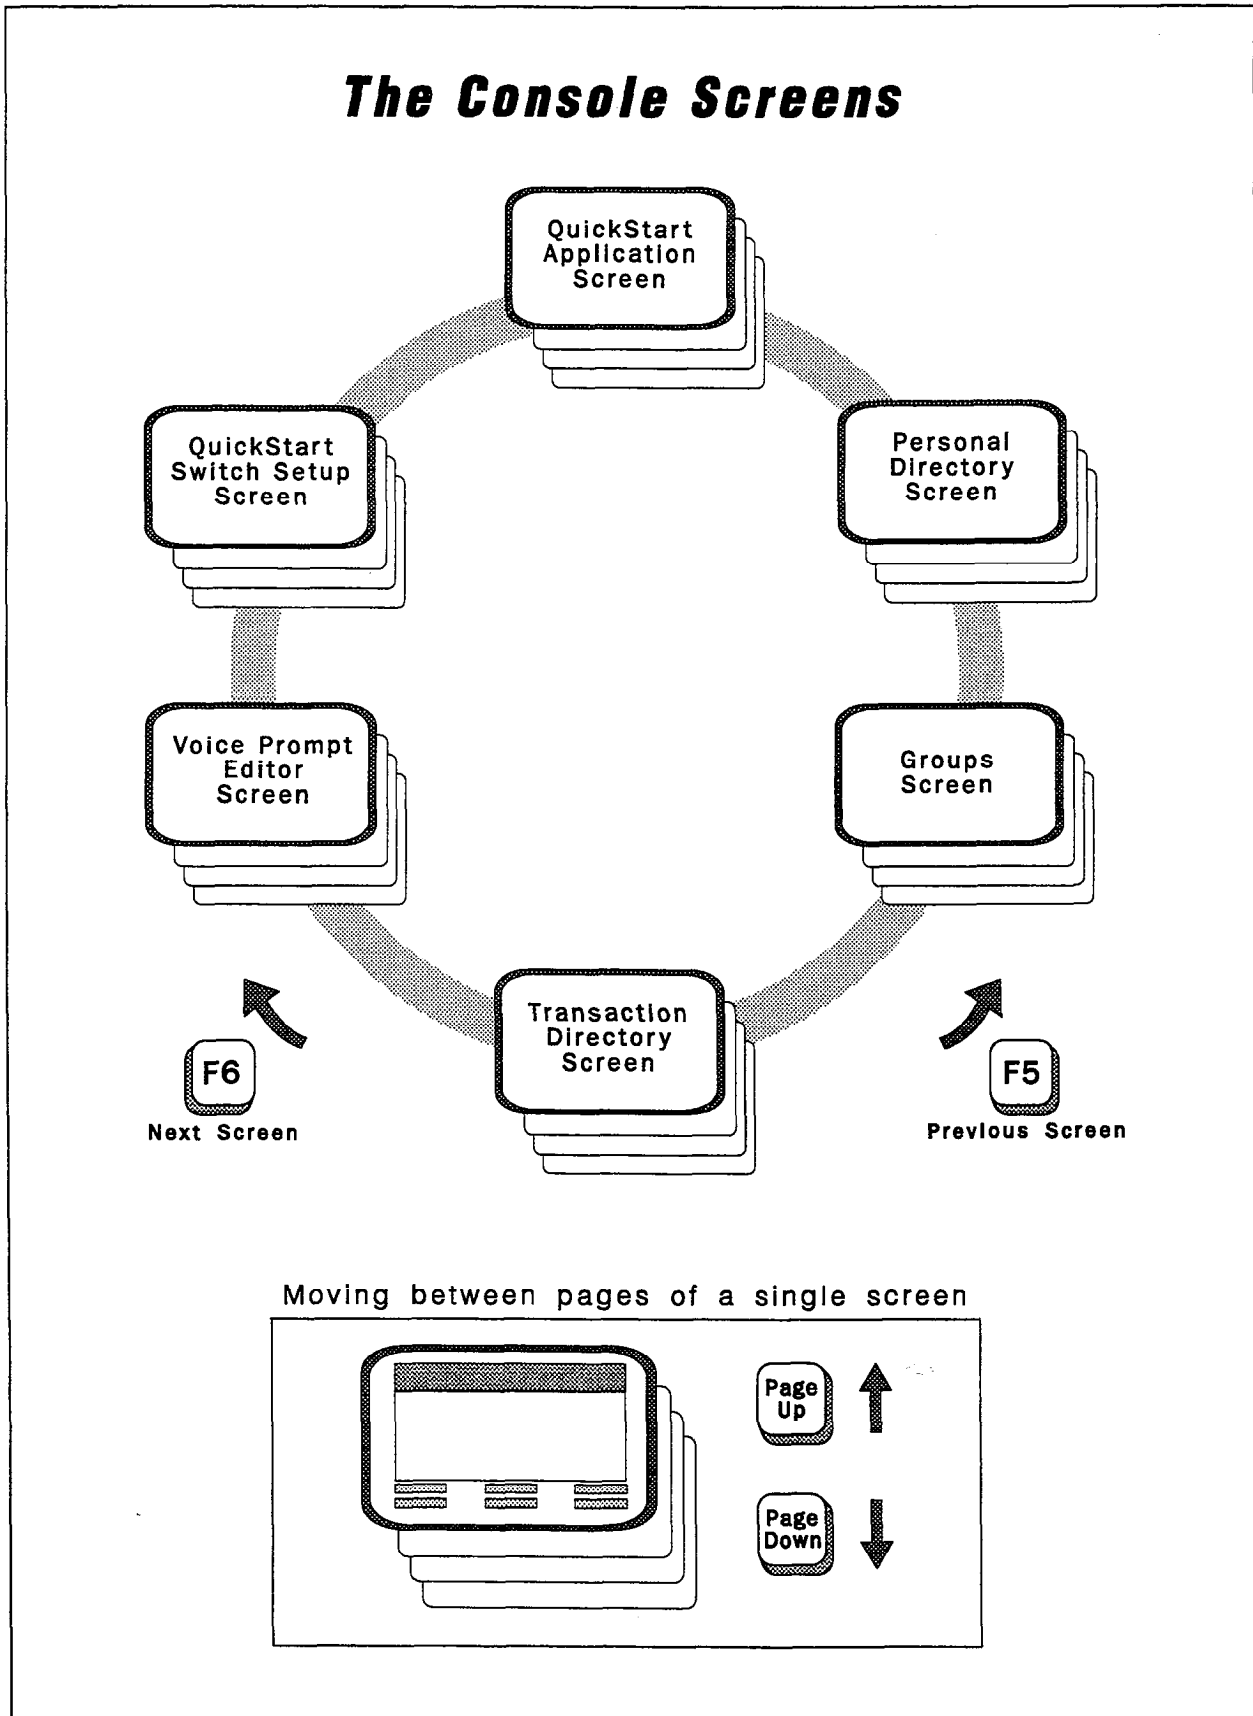 The Console Screens
QuickStart
Application
Screen
QuickStart
Switch Setup
Screen
Personal
Directory
Screen
Voice Prompt
Editor
Screen
Groups
Screen
Transaction
Directory
Screen
F6
Next Screen
F5
Previous Screen
Moving between pages of a single screen
Page
Up
Page
Down